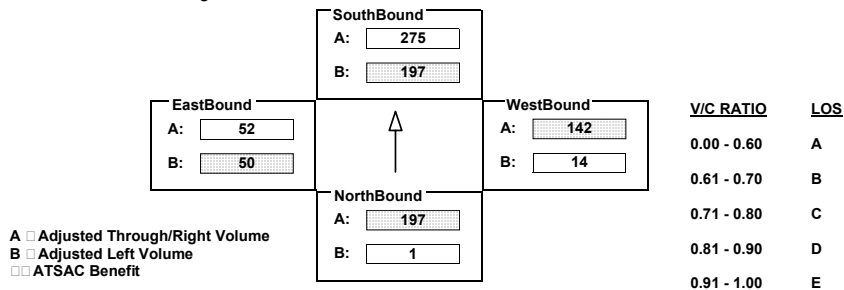 SouthBound
A: 275
B: 197
EastBound
A: 52
B: 50
WestBound
A: 142
B: 14
NorthBound
A: 197
B: 1
A □ Adjusted Through/Right Volume
B □ Adjusted Left Volume
□□ ATSAC Benefit
V/C RATIO LOS
0.00 - 0.60 A
0.61 - 0.70 B
0.71 - 0.80 C
0.81 - 0.90 D
0.91 - 1.00 E